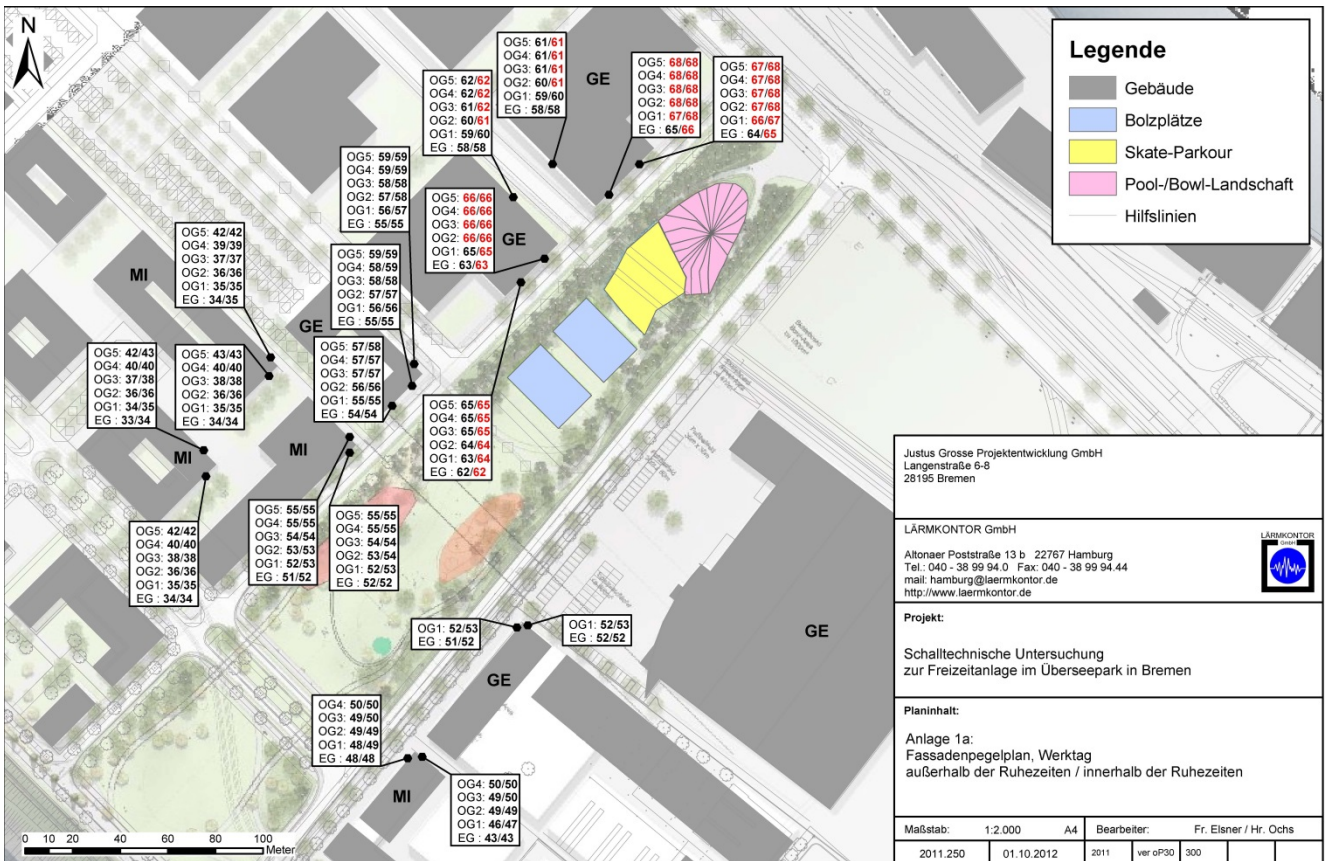 N
OG5: 61/61
OG4: 61/61
OG3: 61/61
OG2: 60/61
OG1: 59/60
EG : 58/58
GE
OG5: 68/68
OG4: 68/68
OG3: 68/68
OG2: 68/68
OG1: 67/68
EG : 65/66
OG5: 67/68
OG4: 67/68
OG3: 67/68
OG2: 67/68
OG1: 66/67
EG : 64/65
OG5: 62/62
OG4: 62/62
OG3: 61/62
OG2: 60/61
OG1: 59/60
EG : 58/58
OG5: 59/59
OG4: 59/59
OG3: 58/58
OG2: 57/58
OG1: 56/57
EG : 55/55
OG5: 66/66
OG4: 66/66
OG3: 66/66
OG2: 66/66
OG1: 65/65
EG : 63/63
GE
OG5: 42/42
OG4: 39/39
OG3: 37/37
OG2: 36/36
OG1: 35/35
EG : 34/35
MI
OG5: 59/59
OG4: 58/59
OG3: 58/58
OG2: 57/57
OG1: 56/56
EG : 55/55
GE
OG5: 42/43
OG4: 40/40
OG3: 37/38
OG2: 36/36
OG1: 34/35
EG : 33/34
OG5: 43/43
OG4: 40/40
OG3: 38/38
OG2: 36/36
OG1: 35/35
EG : 34/34
OG5: 57/58
OG4: 57/57
OG3: 57/57
OG2: 56/56
OG1: 55/55
EG : 54/54
OG5: 65/65
OG4: 65/65
OG3: 65/65
OG2: 64/64
OG1: 63/64
EG : 62/62
MI
MI
OG5: 42/42
OG4: 40/40
OG3: 38/38
OG2: 36/36
OG1: 35/35
EG : 34/34
OG5: 55/55
OG4: 55/55
OG3: 54/54
OG2: 53/53
OG1: 52/53
EG : 51/52
OG5: 55/55
OG4: 55/55
OG3: 54/54
OG2: 53/54
OG1: 52/53
EG : 52/52
OG1: 52/53
EG : 51/52
OG1: 52/53
EG : 52/52
GE
GE
OG4: 50/50
OG3: 49/50
OG2: 49/49
OG1: 48/49
EG : 48/48
MI
OG4: 50/50
OG3: 49/50
OG2: 49/49
OG1: 46/47
EG : 43/43
0 10 20 40 60 80 100
Meter
Legende
Gebäude
Bolzplätze
Skate-Parkour
Pool-/Bowl-Landschaft
Hilfslinien
Justus Grosse Projektentwicklung GmbH
Langenstraße 6-8
28195 Bremen
LÄRMKONTOR GmbH
Altonaer Poststraße 13 b 22767 Hamburg
Tel.: 040 - 38 99 94.0 Fax: 040 - 38 99 94.44
mail: hamburg@laermkontor.de
http://www.laermkontor.de
LÄRMKONTOR
GmbH
Projekt:
Schalltechnische Untersuchung
zur Freizeitanlage im Überseepark in Bremen
Planinhalt:
Anlage 1a:
Fassadenpegelplan, Werktag
außerhalb der Ruhezeiten / innerhalb der Ruhezeiten
Maßstab: 1:2.000 A4 Bearbeiter: Fr. Elsner / Hr. Ochs
2011.250 01.10.2012 2011 ver oP30 300